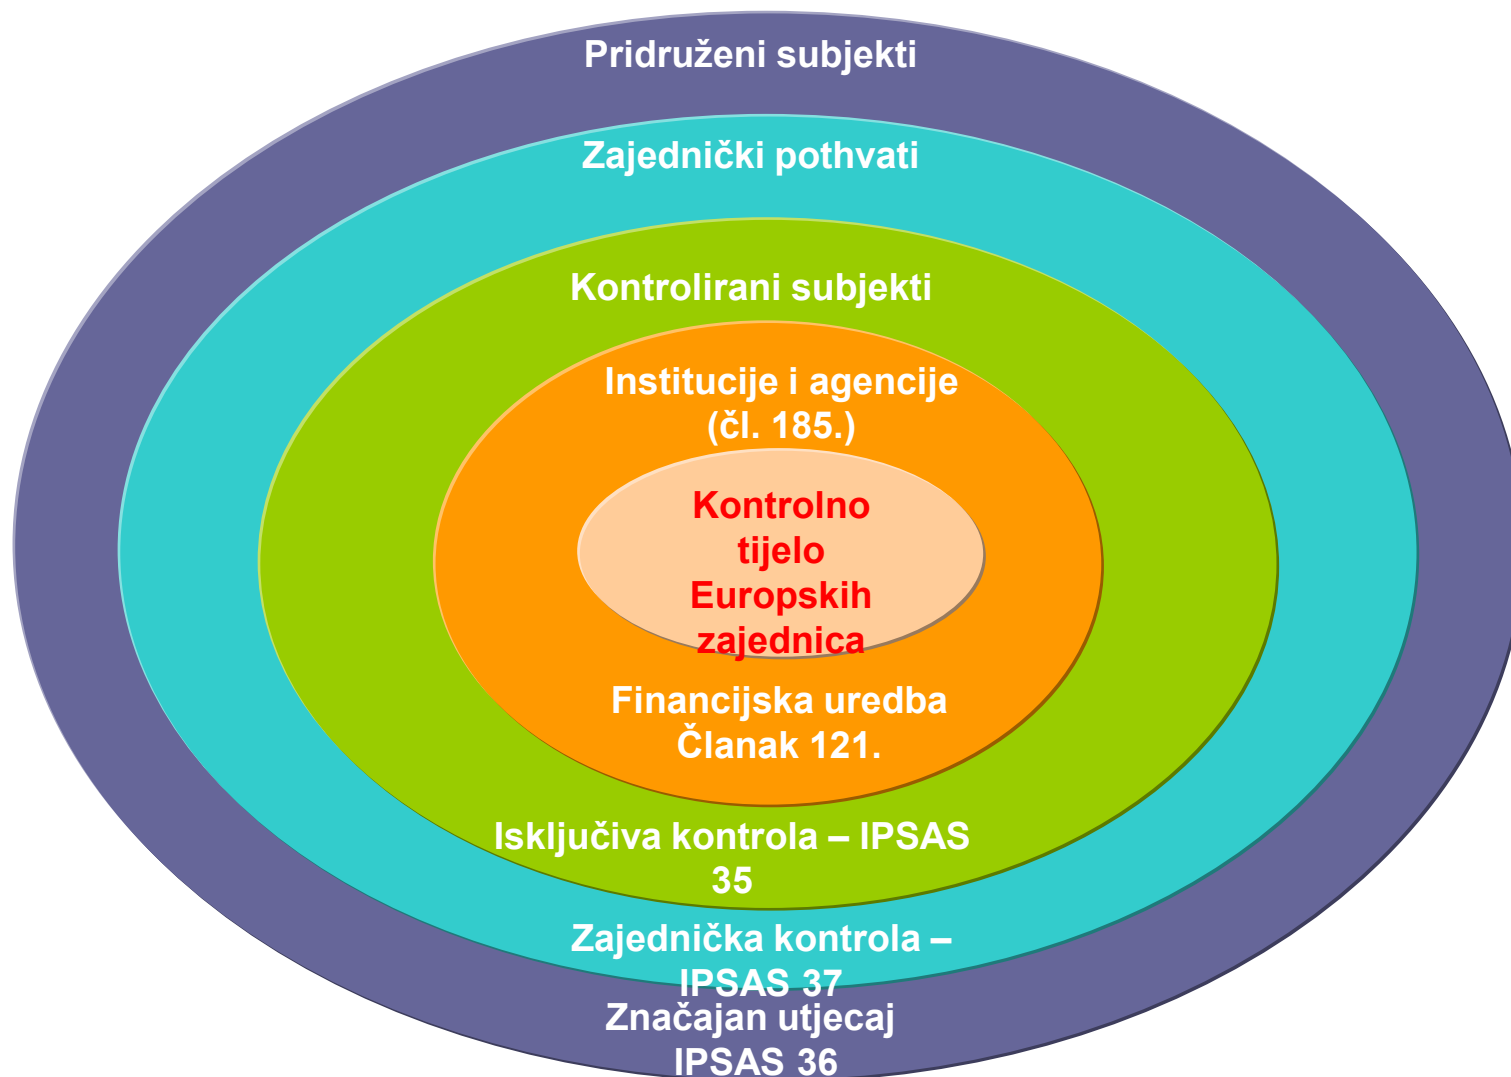 Pridruženi subjekti
Zajednički pothvati
Kontrolirani subjekti
Institucije i agencije
(čl. 185.)
Kontrolno
tijelo
Europskih
zajednica
Financijska uredba
Članak 121.
Isključiva kontrola – IPSAS
35
Zajednička kontrola –
IPSAS 37
Značajan utjecaj
IPSAS 36